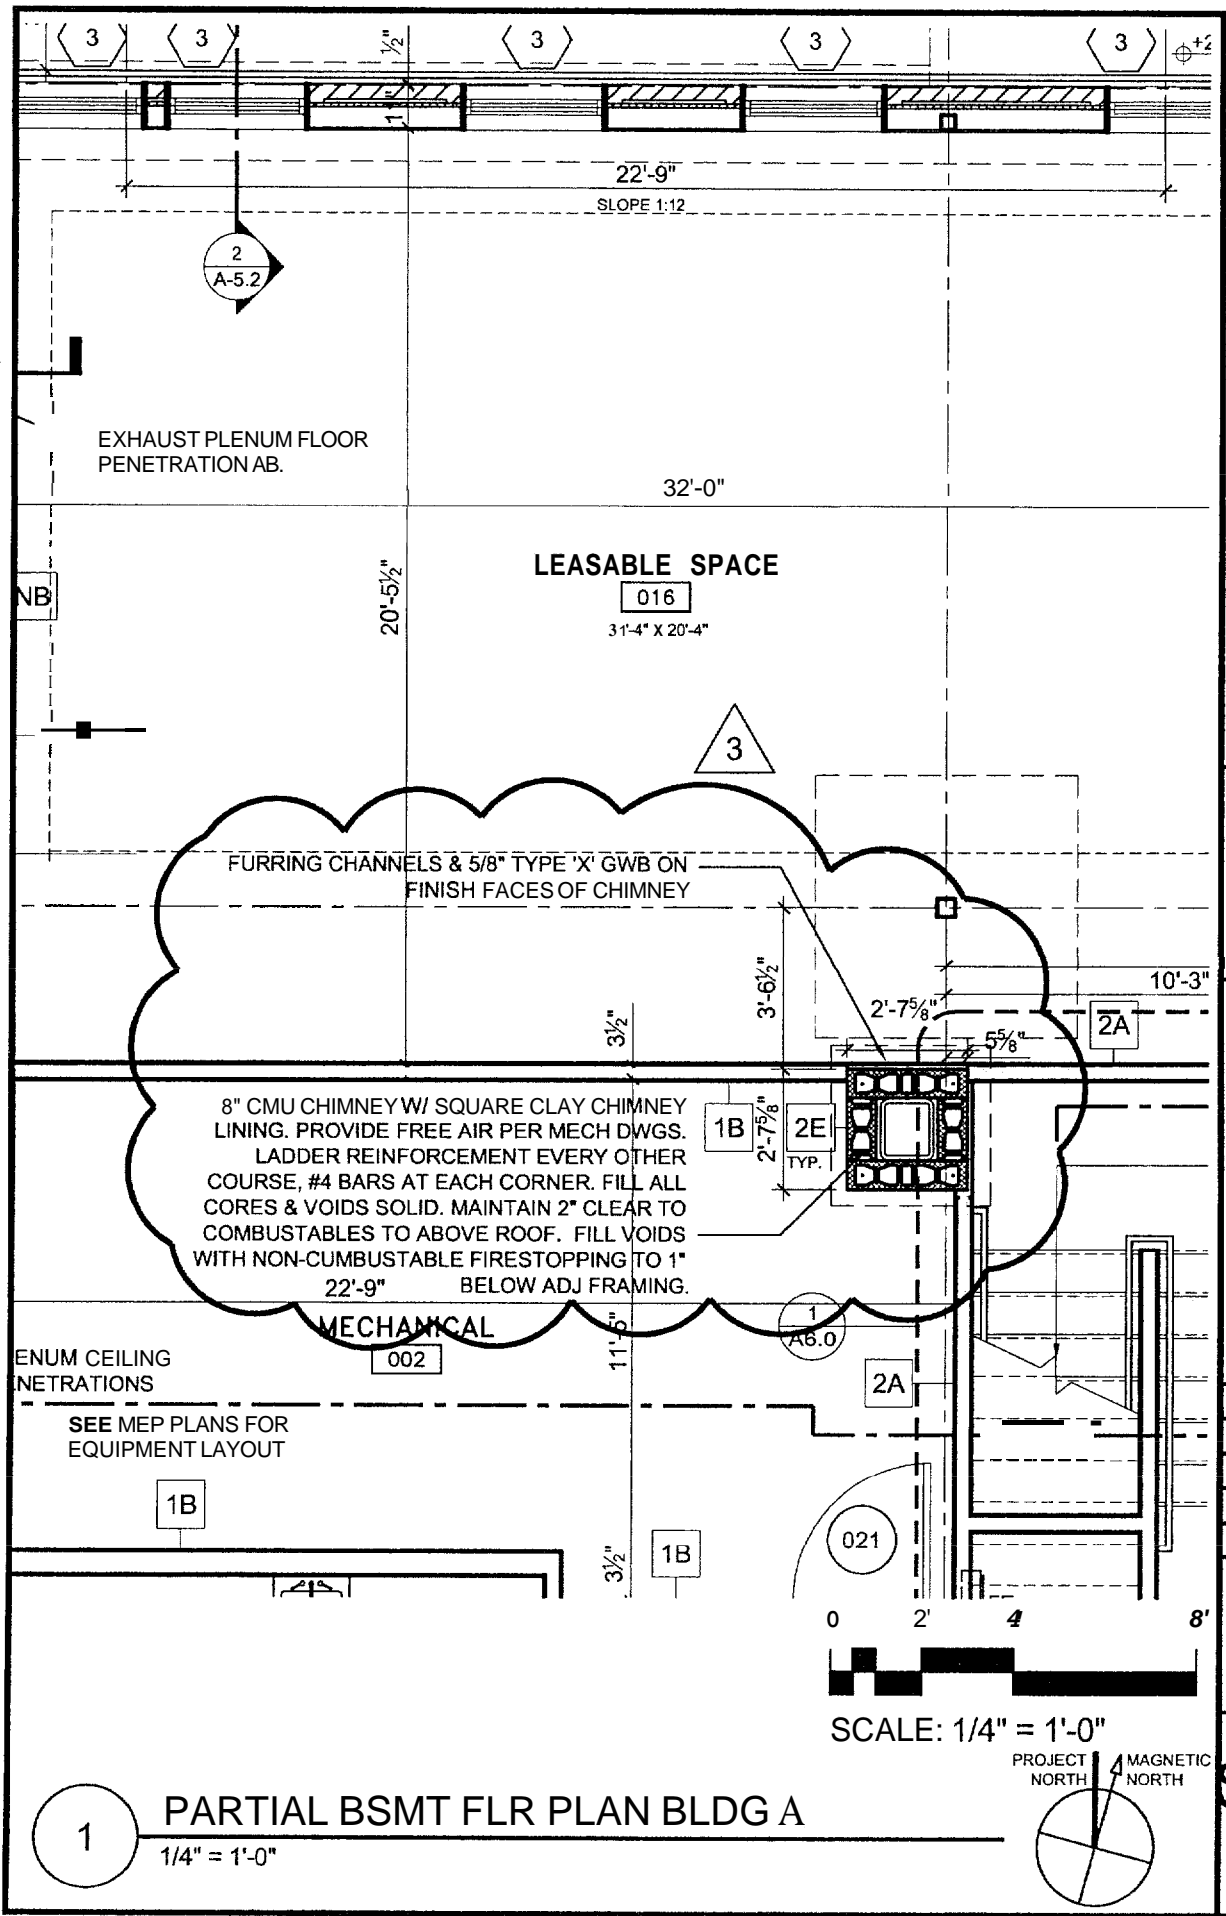 3 3 ½" 3 3 3 +2
1'-1"
22'-9"
SLOPE 1:12
2
A-5.2
EXHAUST PLENUM FLOOR
PENETRATION AB.
32'-0"
LEASABLE SPACE
016
31'-4" X 20'-4"
20'-5½"
NB
3
FURRING CHANNELS & 5/8" TYPE 'X' GWB ON
FINISH FACES OF CHIMNEY
3'-6½"
10'-3"
2'-7⅝"
3½"
5⅝"
2A
8" CMU CHIMNEY W/ SQUARE CLAY CHIMNEY
LINING. PROVIDE FREE AIR PER MECH DWGS.
LADDER REINFORCEMENT EVERY OTHER
COURSE, #4 BARS AT EACH CORNER. FILL ALL
CORES & VOIDS SOLID. MAINTAIN 2" CLEAR TO
COMBUSTABLES TO ABOVE ROOF. FILL VOIDS
WITH NON-CUMBUSTABLE FIRESTOPPING TO 1"
BELOW ADJ FRAMING.
1B
2'-7⅝"
2E
TYP.
22'-9"
MECHANICAL
002
11'-5"
1
A6.0
2A
ENUM CEILING
NETRATIONS
SEE MEP PLANS FOR
EQUIPMENT LAYOUT
1B
3½"
1B
021
0 2' 4' 8'
SCALE: 1/4" = 1'-0"
PROJECT
NORTH
MAGNETIC
NORTH
1
PARTIAL BSMT FLR PLAN BLDG A
1/4" = 1'-0"